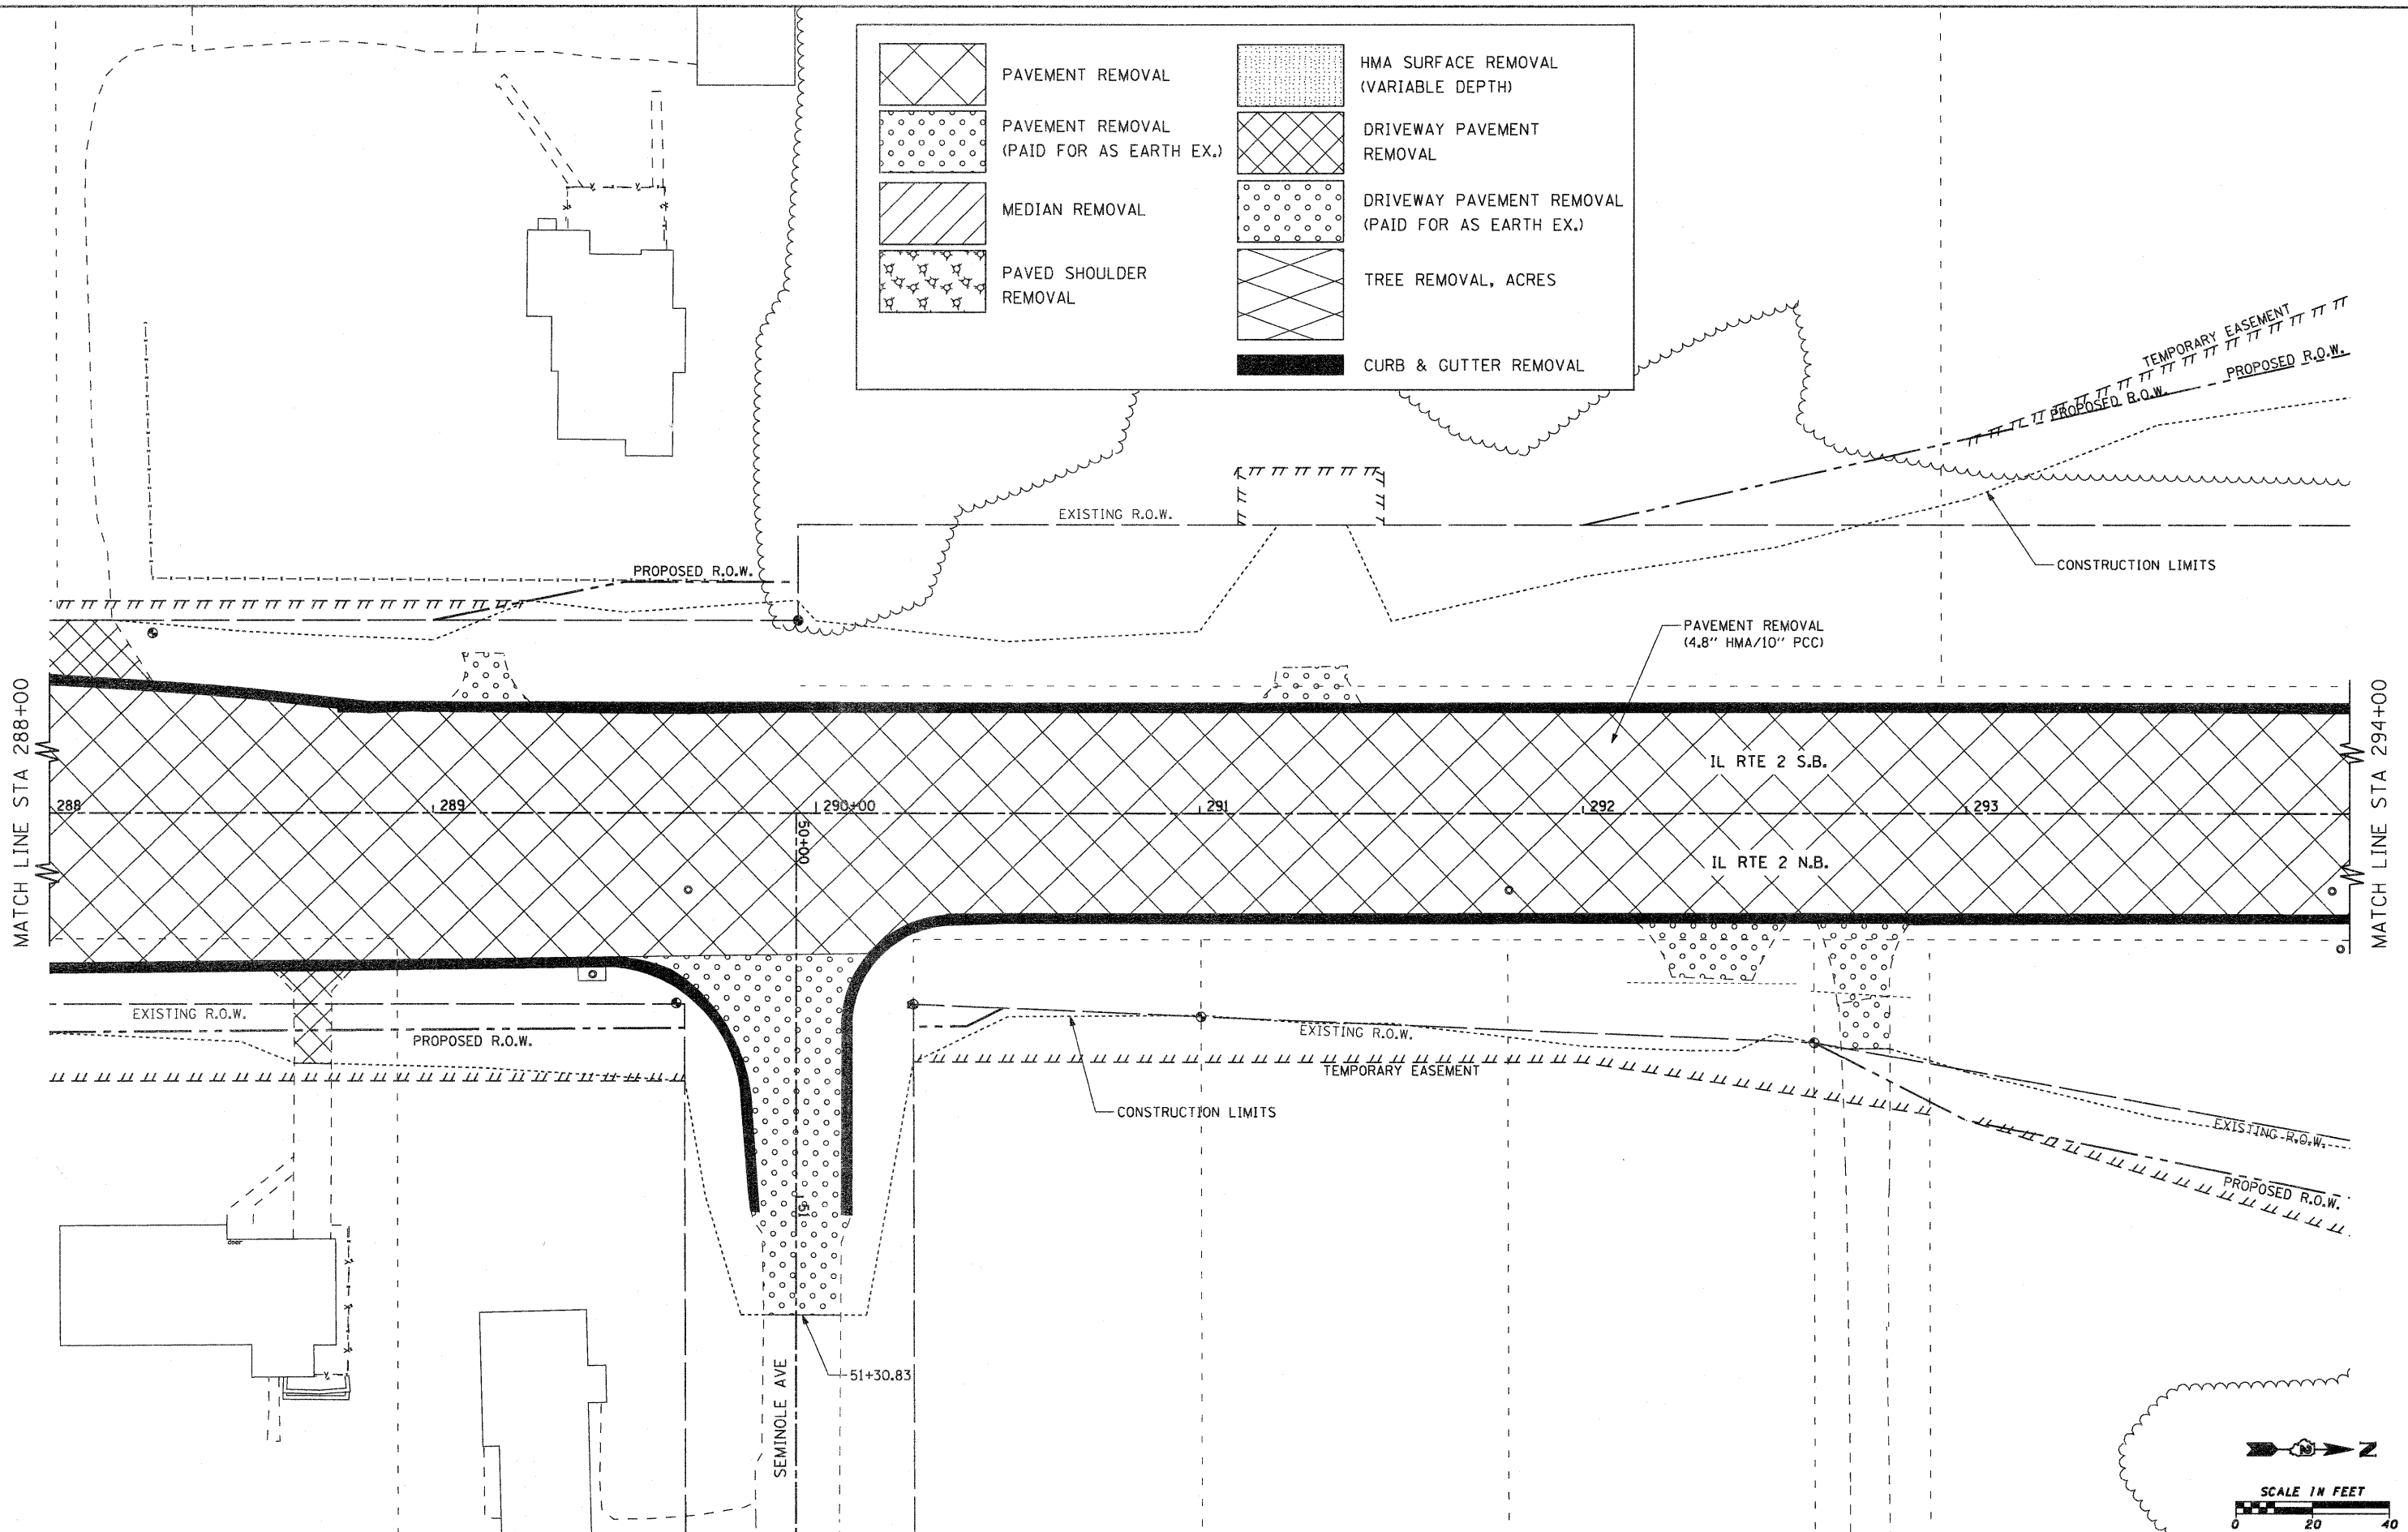 PAVEMENT REMOVAL
PAVEMENT REMOVAL
(PAID FOR AS EARTH EX.)
MEDIAN REMOVAL
PAVED SHOULDER
REMOVAL
HMA SURFACE REMOVAL
(VARIABLE DEPTH)
DRIVEWAY PAVEMENT
REMOVAL
DRIVEWAY PAVEMENT REMOVAL
(PAID FOR AS EARTH EX.)
TREE REMOVAL, ACRES
CURB & GUTTER REMOVAL
TEMPORARY EASEMENT
PROPOSED R.O.W.
PROPOSED R.O.W.
EXISTING R.O.W.
CONSTRUCTION LIMITS
PROPOSED R.O.W.
PAVEMENT REMOVAL
(4.8" HMA/10" PCC)
MATCH LINE STA 288+00
MATCH LINE STA 294+00
IL RTE 2 S.B.
288
289
290+00
291
292
293
50+00
IL RTE 2 N.B.
EXISTING R.O.W.
PROPOSED R.O.W.
EXISTING R.O.W.
TEMPORARY EASEMENT
CONSTRUCTION LIMITS
EXISTING R.O.W.
PROPOSED R.O.W.
51
door
51+30.83
SEMINOLE AVE
2
N
SCALE IN FEET
0 20 40